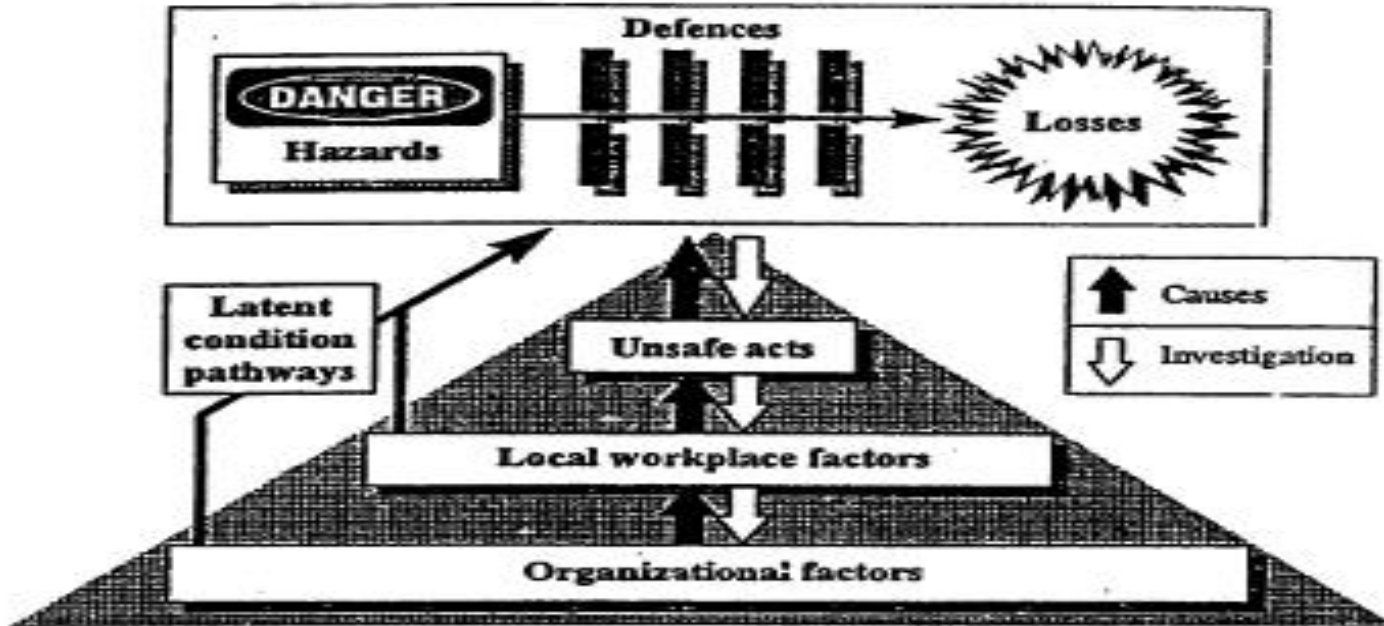 Defences
DANGER
Hazards
Losses
Latent
condition
pathways
Causes
Investigation
Unsafe acts
Local workplace factors
Organizational factors